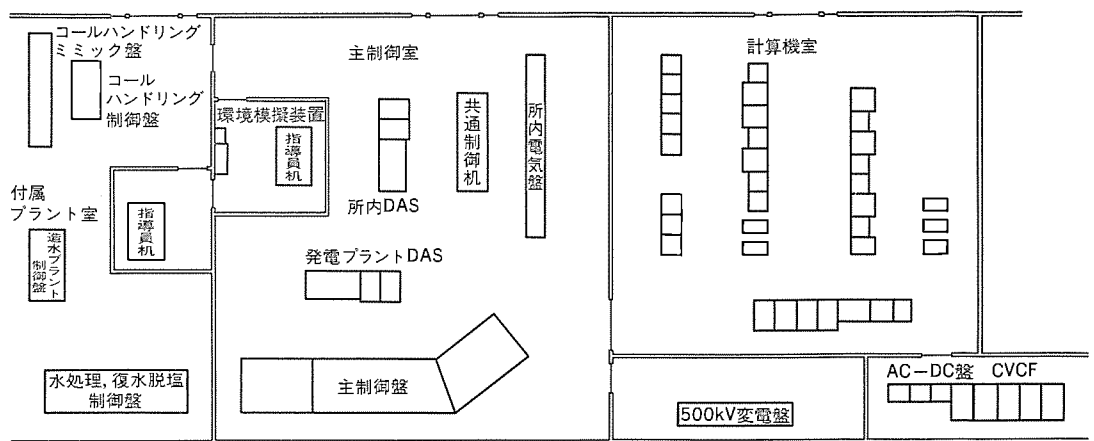 コールハンドリング
ミミック盤
コール
ハンドリング
制御盤
付属
プラント室
造水プラント
制御盤
指導員机
水処理,復水脱塩
制御盤
環境模擬装置
指導員机
主制御室
所内DAS
共通制御机
所内電気盤
発電プラントDAS
主制御盤
計算機室
500kV変電盤
AC-DC盤 CVCF